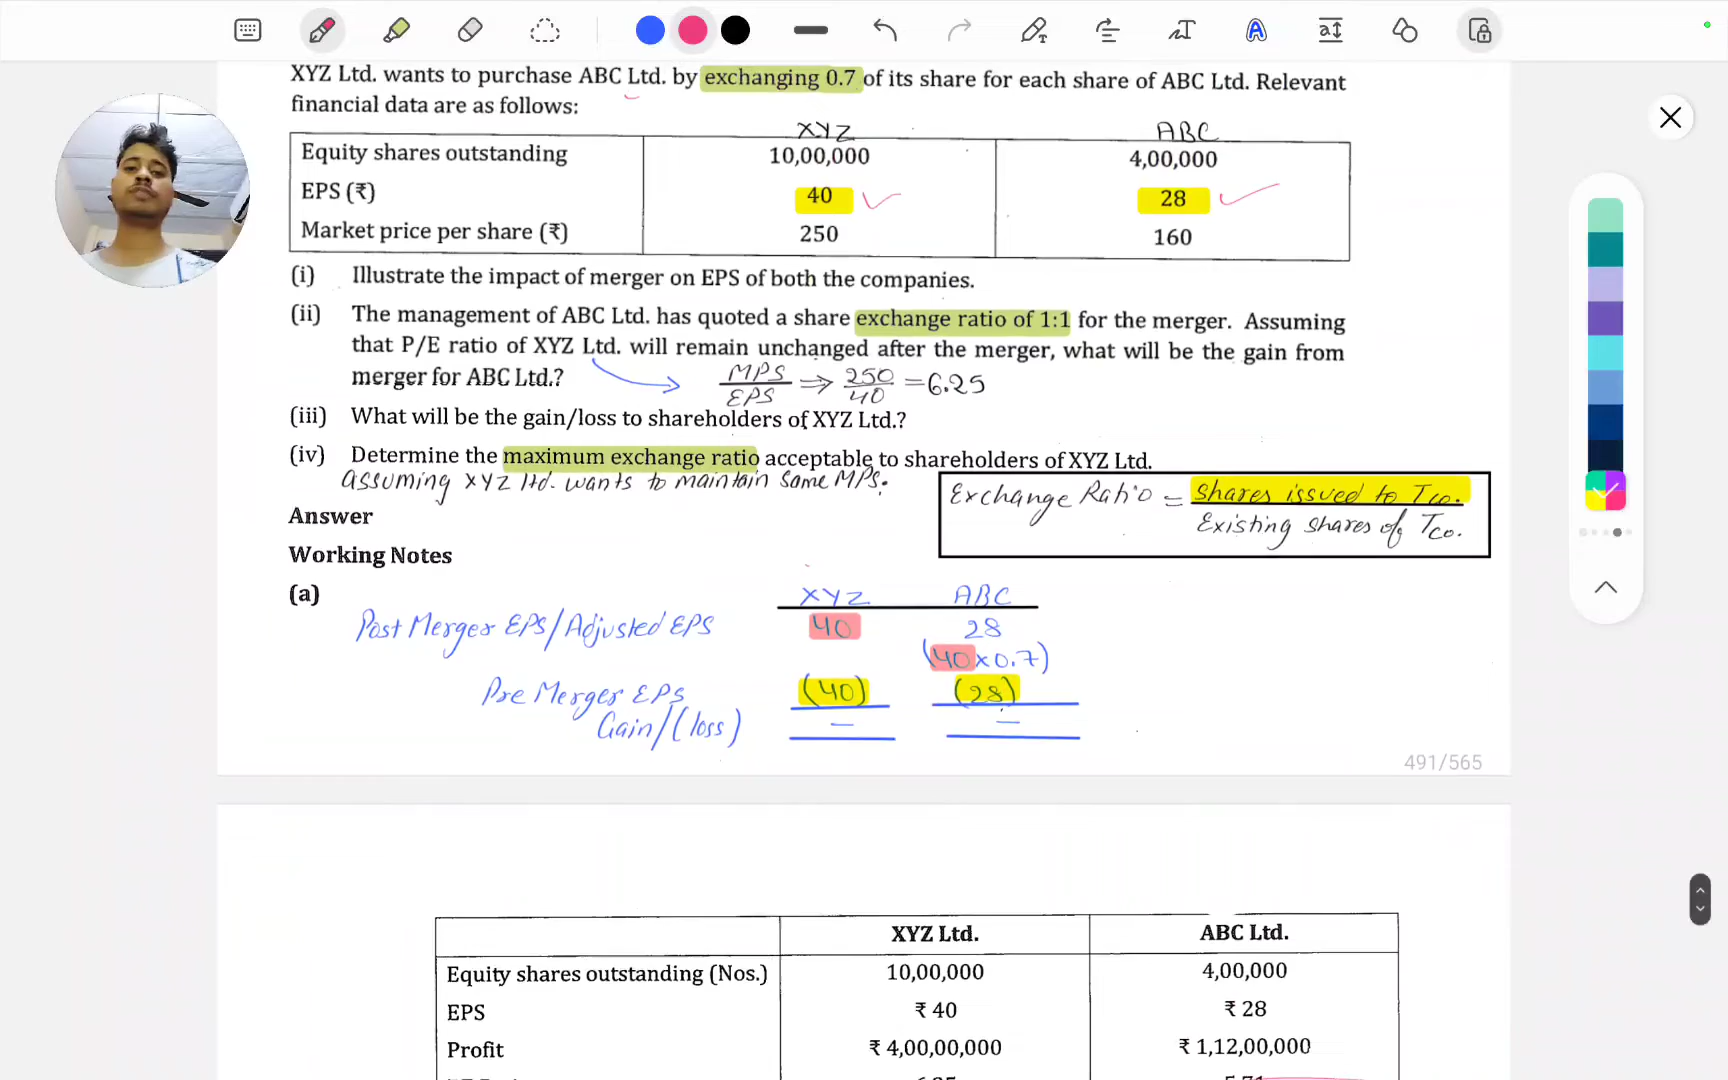 XYZ Ltd. wants to purchase ABC Ltd. by exchanging 0.7 of its share for each share of ABC Ltd. Relevant
financial data are as follows:
XYZ ABC
Equity shares outstanding 10,00,000 4,00,000
EPS (₹) 40 28
Market price per share (₹) 250 160
(i) Illustrate the impact of merger on EPS of both the companies.
(ii) The management of ABC Ltd. has quoted a share exchange ratio of 1:1 for the merger. Assuming
that P/E ratio of XYZ Ltd. will remain unchanged after the merger, what will be the gain from
merger for ABC Ltd.? MPS/EPS ⇒ 250/40 = 6.25
(iii) What will be the gain/loss to shareholders of XYZ Ltd.?
(iv) Determine the maximum exchange ratio acceptable to shareholders of XYZ Ltd.
Assuming XYZ ltd. wants to maintain same MPS.
Exchange Ratio = shares issued to Tco.
Existing shares of Tco.
Answer
Working Notes
(a) XYZ ABC
Post Merger EPS/Adjusted EPS 40 28
(40×0.7)
Pre Merger EPS (40) (28)
Gain/(loss) – –
491/565
XYZ Ltd. ABC Ltd.
Equity shares outstanding (Nos.) 10,00,000 4,00,000
EPS ₹ 40 ₹ 28
Profit ₹ 4,00,00,000 ₹ 1,12,00,000